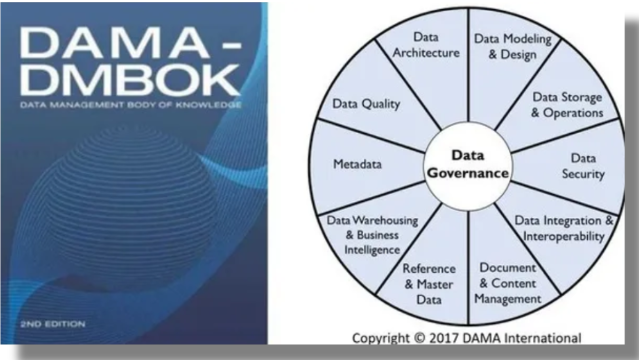 DAMA-
DMBOK
DATA MANAGEMENT BODY OF KNOWLEDGE
2ND EDITION
Data
Architecture
Data Modeling
& Design
Data Storage
& Operations
Data
Security
Data Integration &
Interoperability
Document
& Content
Management
Reference
& Master
Data
Data Warehousing
& Business
Intelligence
Metadata
Data Quality
Data
Governance
Copyright © 2017 DAMA International